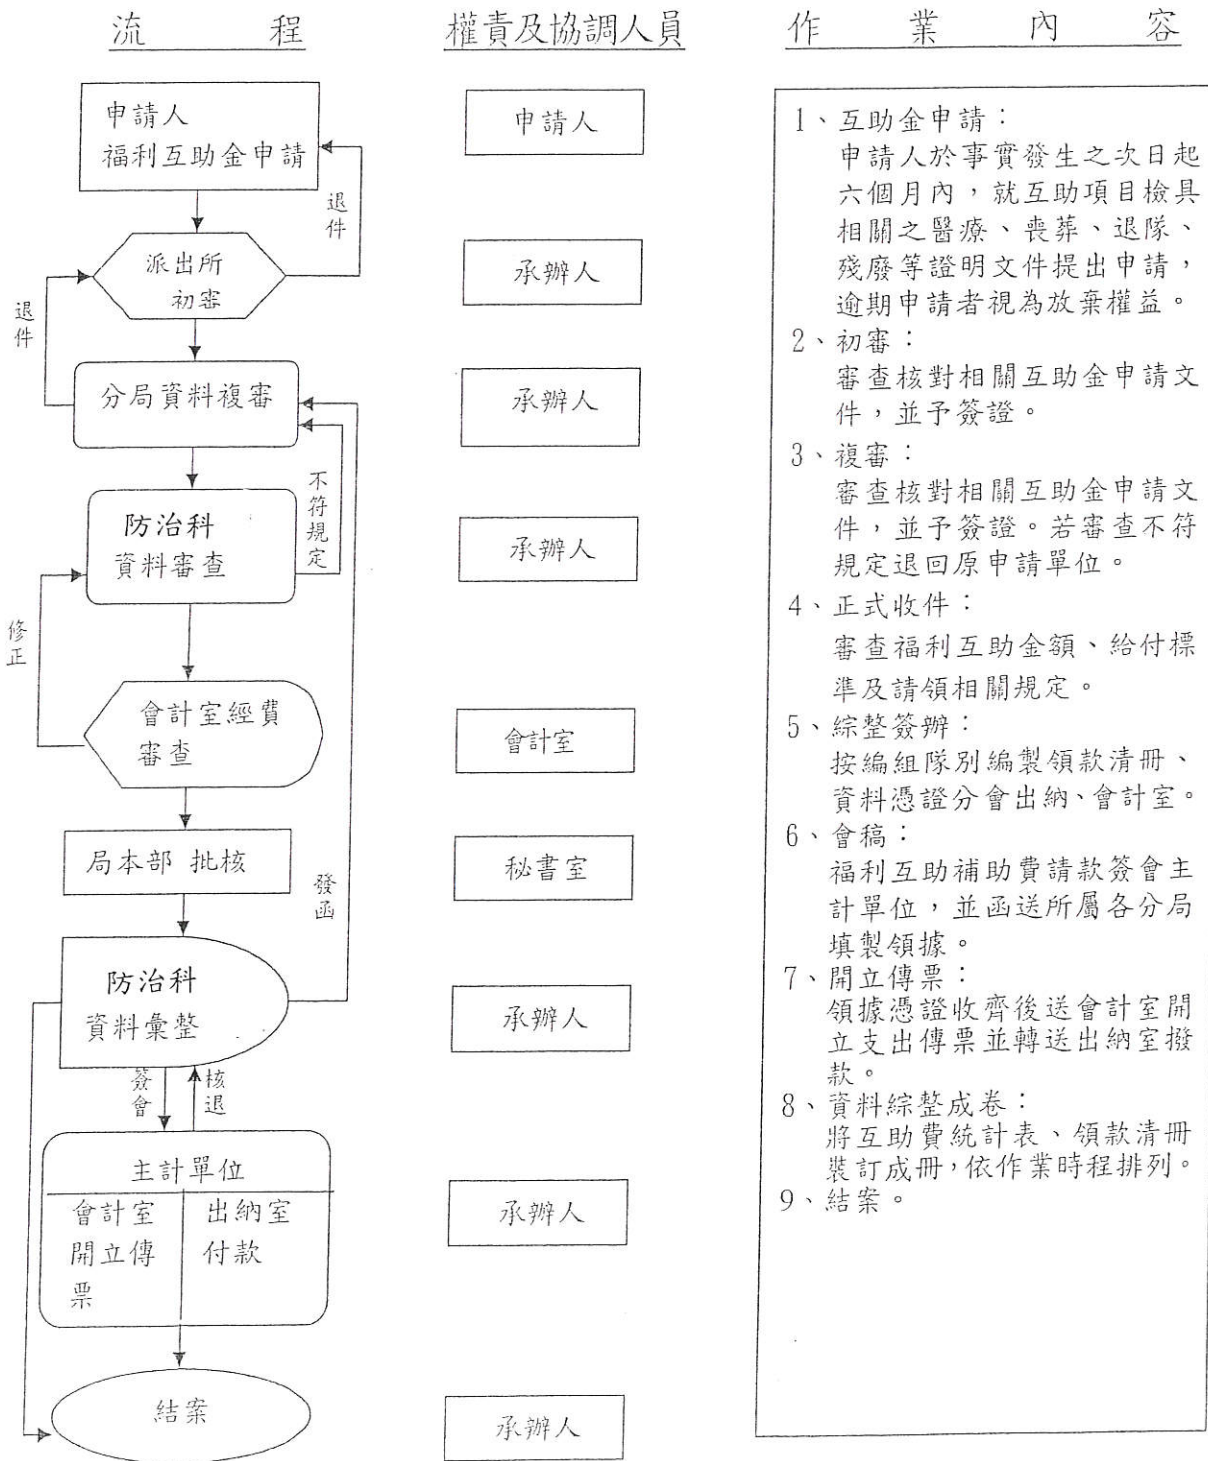 流程
權責及協調人員
作業內容
申請人
福利互助金申請
退件
派出所
初審
退件
分局資料複審
不符規定
防治科
資料審查
修正
會計室經費
審查
局本部 批核
發函
防治科
資料彙整
簽會
核退
主計單位
會計室
開立傳
票
出納室
付款
結案
申請人
承辦人
承辦人
承辦人
會計室
秘書室
承辦人
承辦人
承辦人
1、互助金申請：
申請人於事實發生之次日起
六個月內，就互助項目檢具
相關之醫療、喪葬、退隊、
殘廢等證明文件提出申請，
逾期申請者視為放棄權益。
2、初審：
審查核對相關互助金申請文
件，並予簽證。
3、複審：
審查核對相關互助金申請文
件，並予簽證。若審查不符
規定退回原申請單位。
4、正式收件：
審查福利互助金額、給付標
準及請領相關規定。
5、綜整簽辦：
按編組隊別編製領款清冊、
資料憑證分會出納、會計室。
6、會稿：
福利互助補助費請款簽會主
計單位，並函送所屬各分局
填製領據。
7、開立傳票：
領據憑證收齊後送會計室開
立支出傳票並轉送出納室撥
款。
8、資料綜整成卷：
將互助費統計表、領款清冊
裝訂成冊，依作業時程排列。
9、結案。